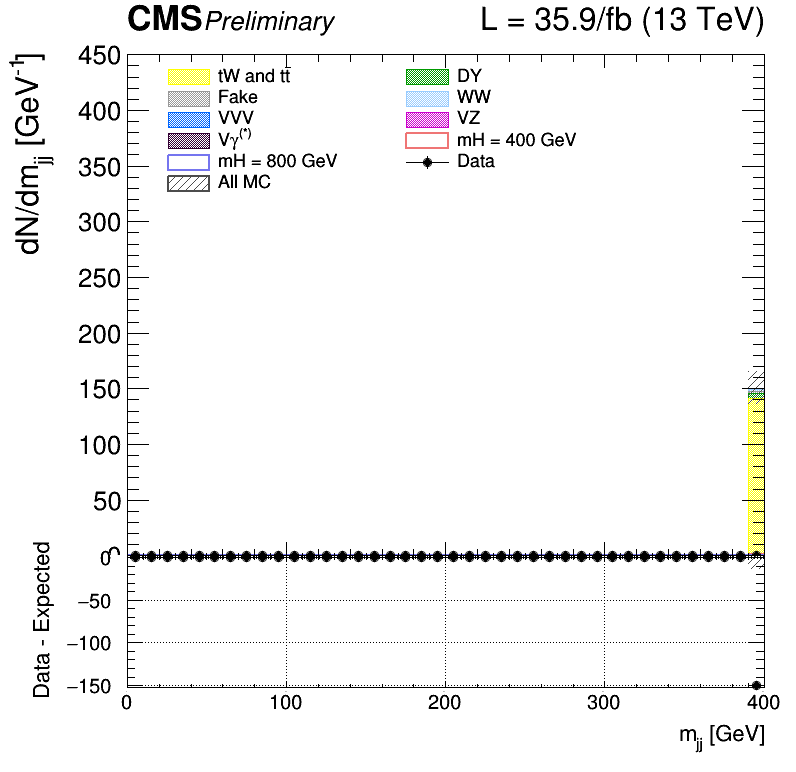 CMS Preliminary L = 35.9/fb (13 TeV)
dN/dm_jj [GeV⁻¹]
450
400
350
300
250
200
150
100
50
0
tW and tt̅
DY
Fake
WW
VVV
VZ
Vγ⁽*⁾
mH = 400 GeV
mH = 800 GeV
Data
All MC
Data - Expected
0
−50
−100
−150
0 100 200 300 400
m_jj [GeV]